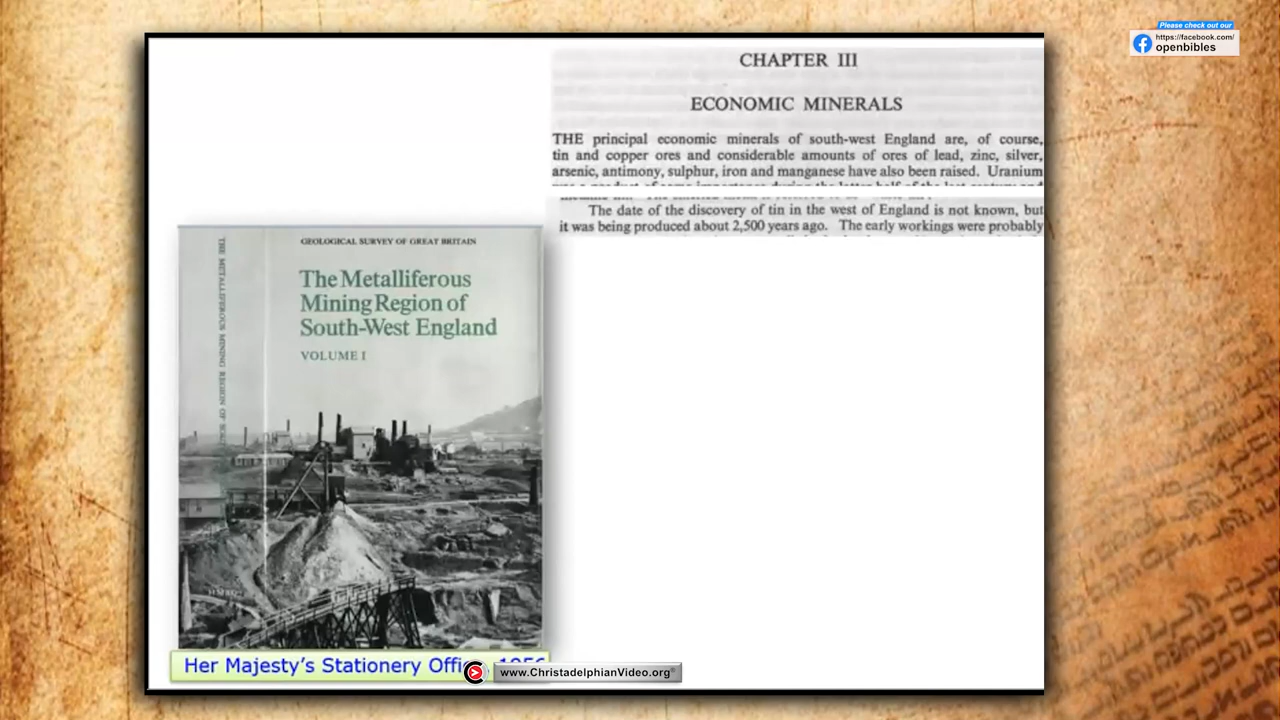 Please check out our
https://facebook.com/
openbibles
CHAPTER III
ECONOMIC MINERALS
THE principal economic minerals of south-west England are, of course,
tin and copper ores and considerable amounts of ores of lead, zinc, silver,
arsenic, antimony, sulphur, iron and manganese have also been raised. Uranium
The date of the discovery of tin in the west of England is not known, but
it was being produced about 2,500 years ago. The early workings were probably
GEOLOGICAL SURVEY OF GREAT BRITAIN
The Metalliferous
Mining Region of
South-West England
VOLUME I
THE METALLIFEROUS MINING REGION OF
Her Majesty's Stationery
www.ChristadelphianVideo.org